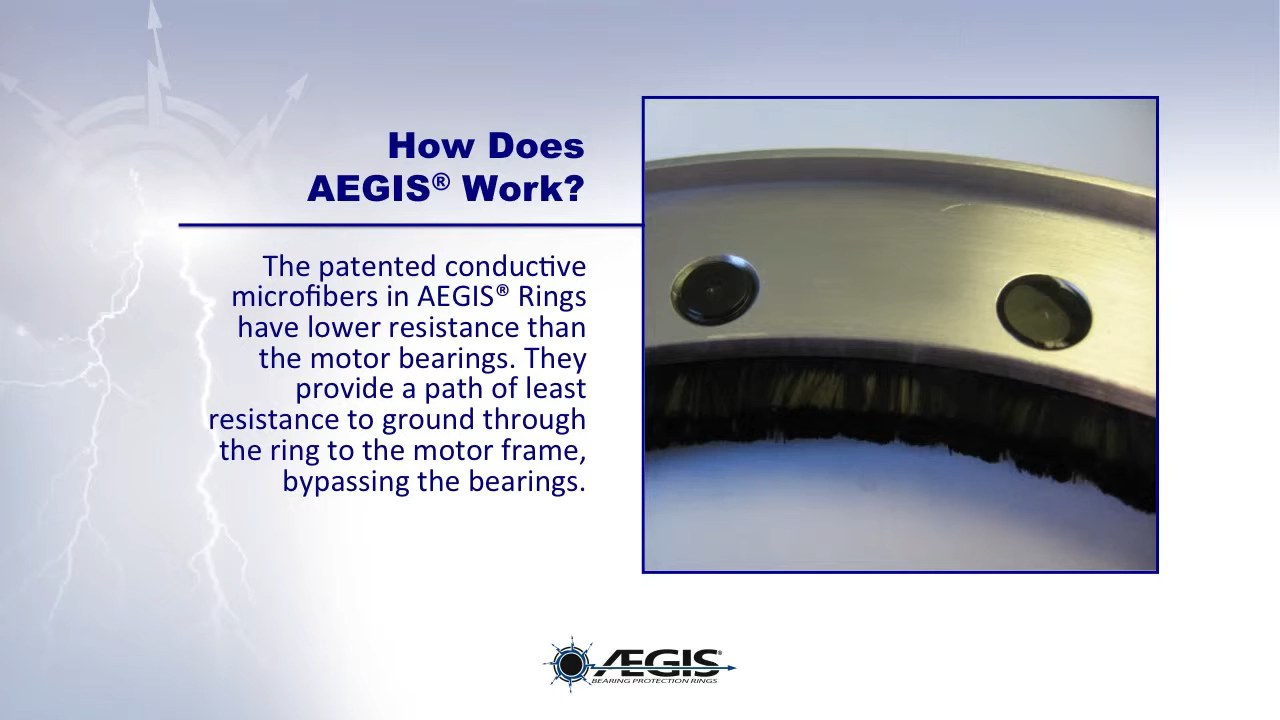 How Does
AEGIS® Work?
The patented conductive
microfibers in AEGIS® Rings
have lower resistance than
the motor bearings. They
provide a path of least
resistance to ground through
the ring to the motor frame,
bypassing the bearings.
ÆGIS®
BEARING PROTECTION RINGS